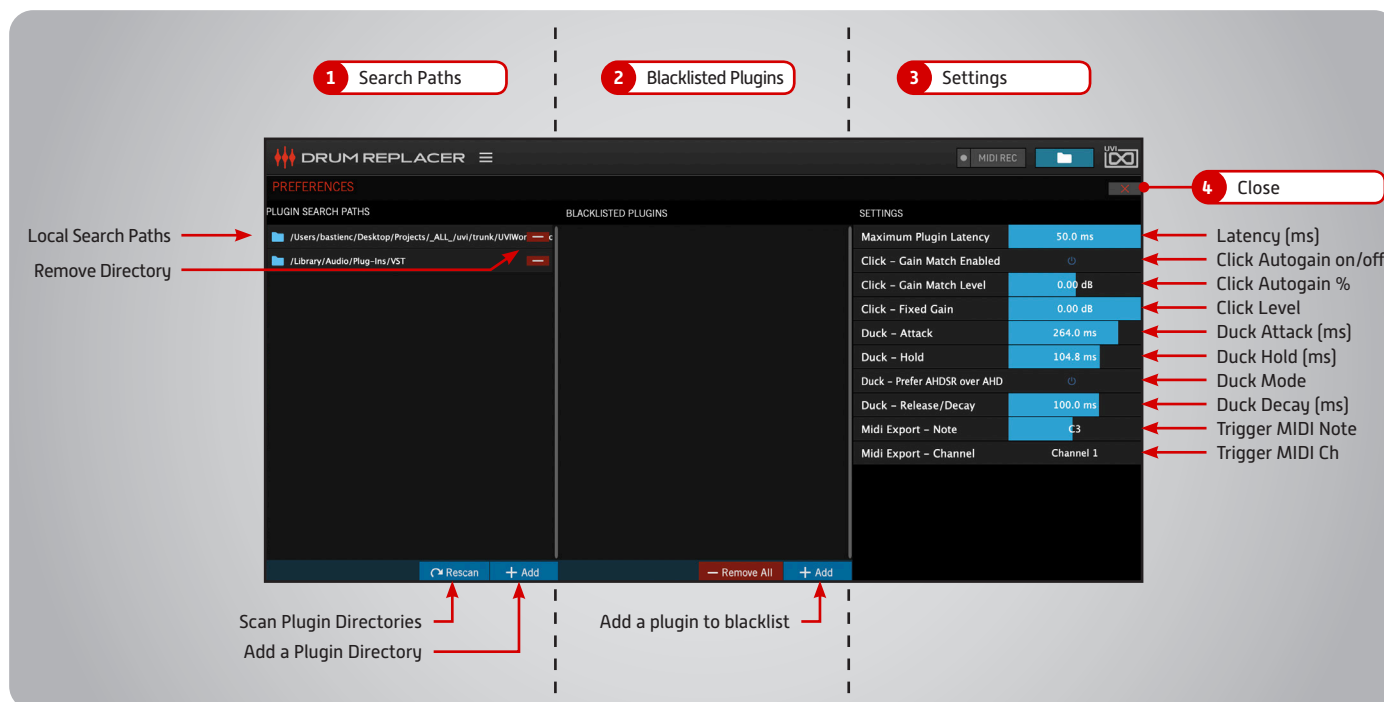 1 Search Paths
2 Blacklisted Plugins
3 Settings
DRUM REPLACER
MIDI REC
UVI
PREFERENCES
4 Close
PLUGIN SEARCH PATHS
BLACKLISTED PLUGINS
SETTINGS
Local Search Paths
/Users/bastienc/Desktop/Projects/_ALL_/uvi/trunk/UVIWor
Remove Directory
/Library/Audio/Plug-Ins/VST
Maximum Plugin Latency 50.0 ms Latency (ms)
Click – Gain Match Enabled Click Autogain on/off
Click – Gain Match Level 0.00 dB Click Autogain %
Click – Fixed Gain 0.00 dB Click Level
Duck – Attack 264.0 ms Duck Attack (ms)
Duck – Hold 104.8 ms Duck Hold (ms)
Duck – Prefer AHDSR over AHD Duck Mode
Duck – Release/Decay 100.0 ms Duck Decay (ms)
Midi Export – Note C3 Trigger MIDI Note
Midi Export – Channel Channel 1 Trigger MIDI Ch
Rescan + Add
— Remove All + Add
Scan Plugin Directories
Add a Plugin Directory
Add a plugin to blacklist